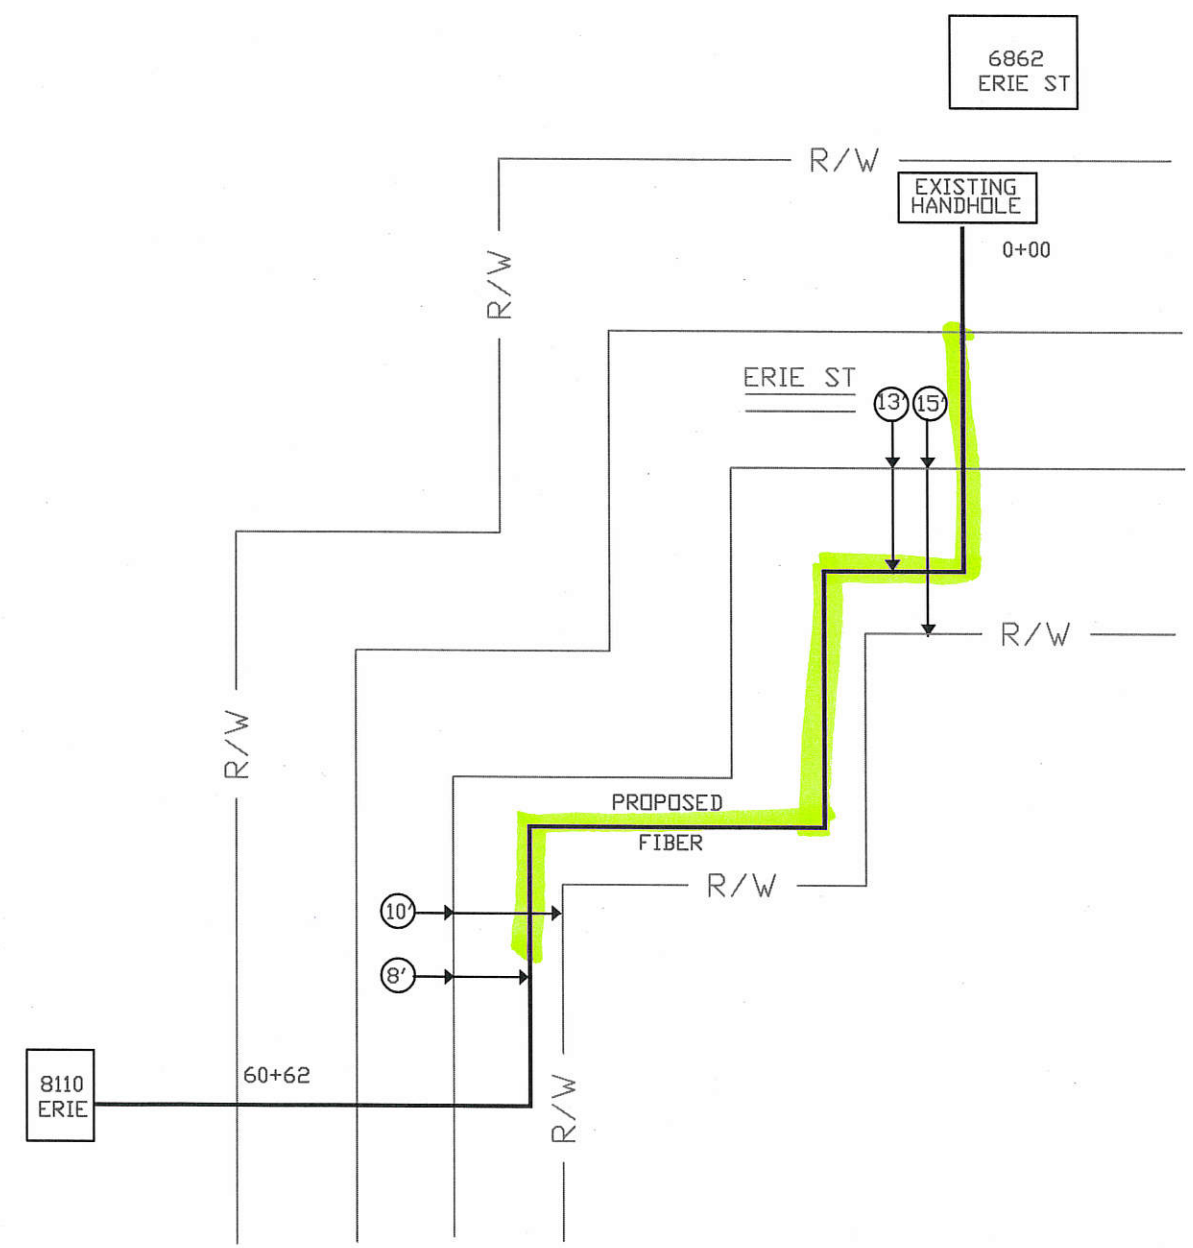 6862
ERIE ST
R/W
EXISTING
HANDHOLE
0+00
R/W
ERIE ST
13'
15'
R/W
R/W
PROPOSED
FIBER
R/W
10'
8'
60+62
8110
ERIE
R/W